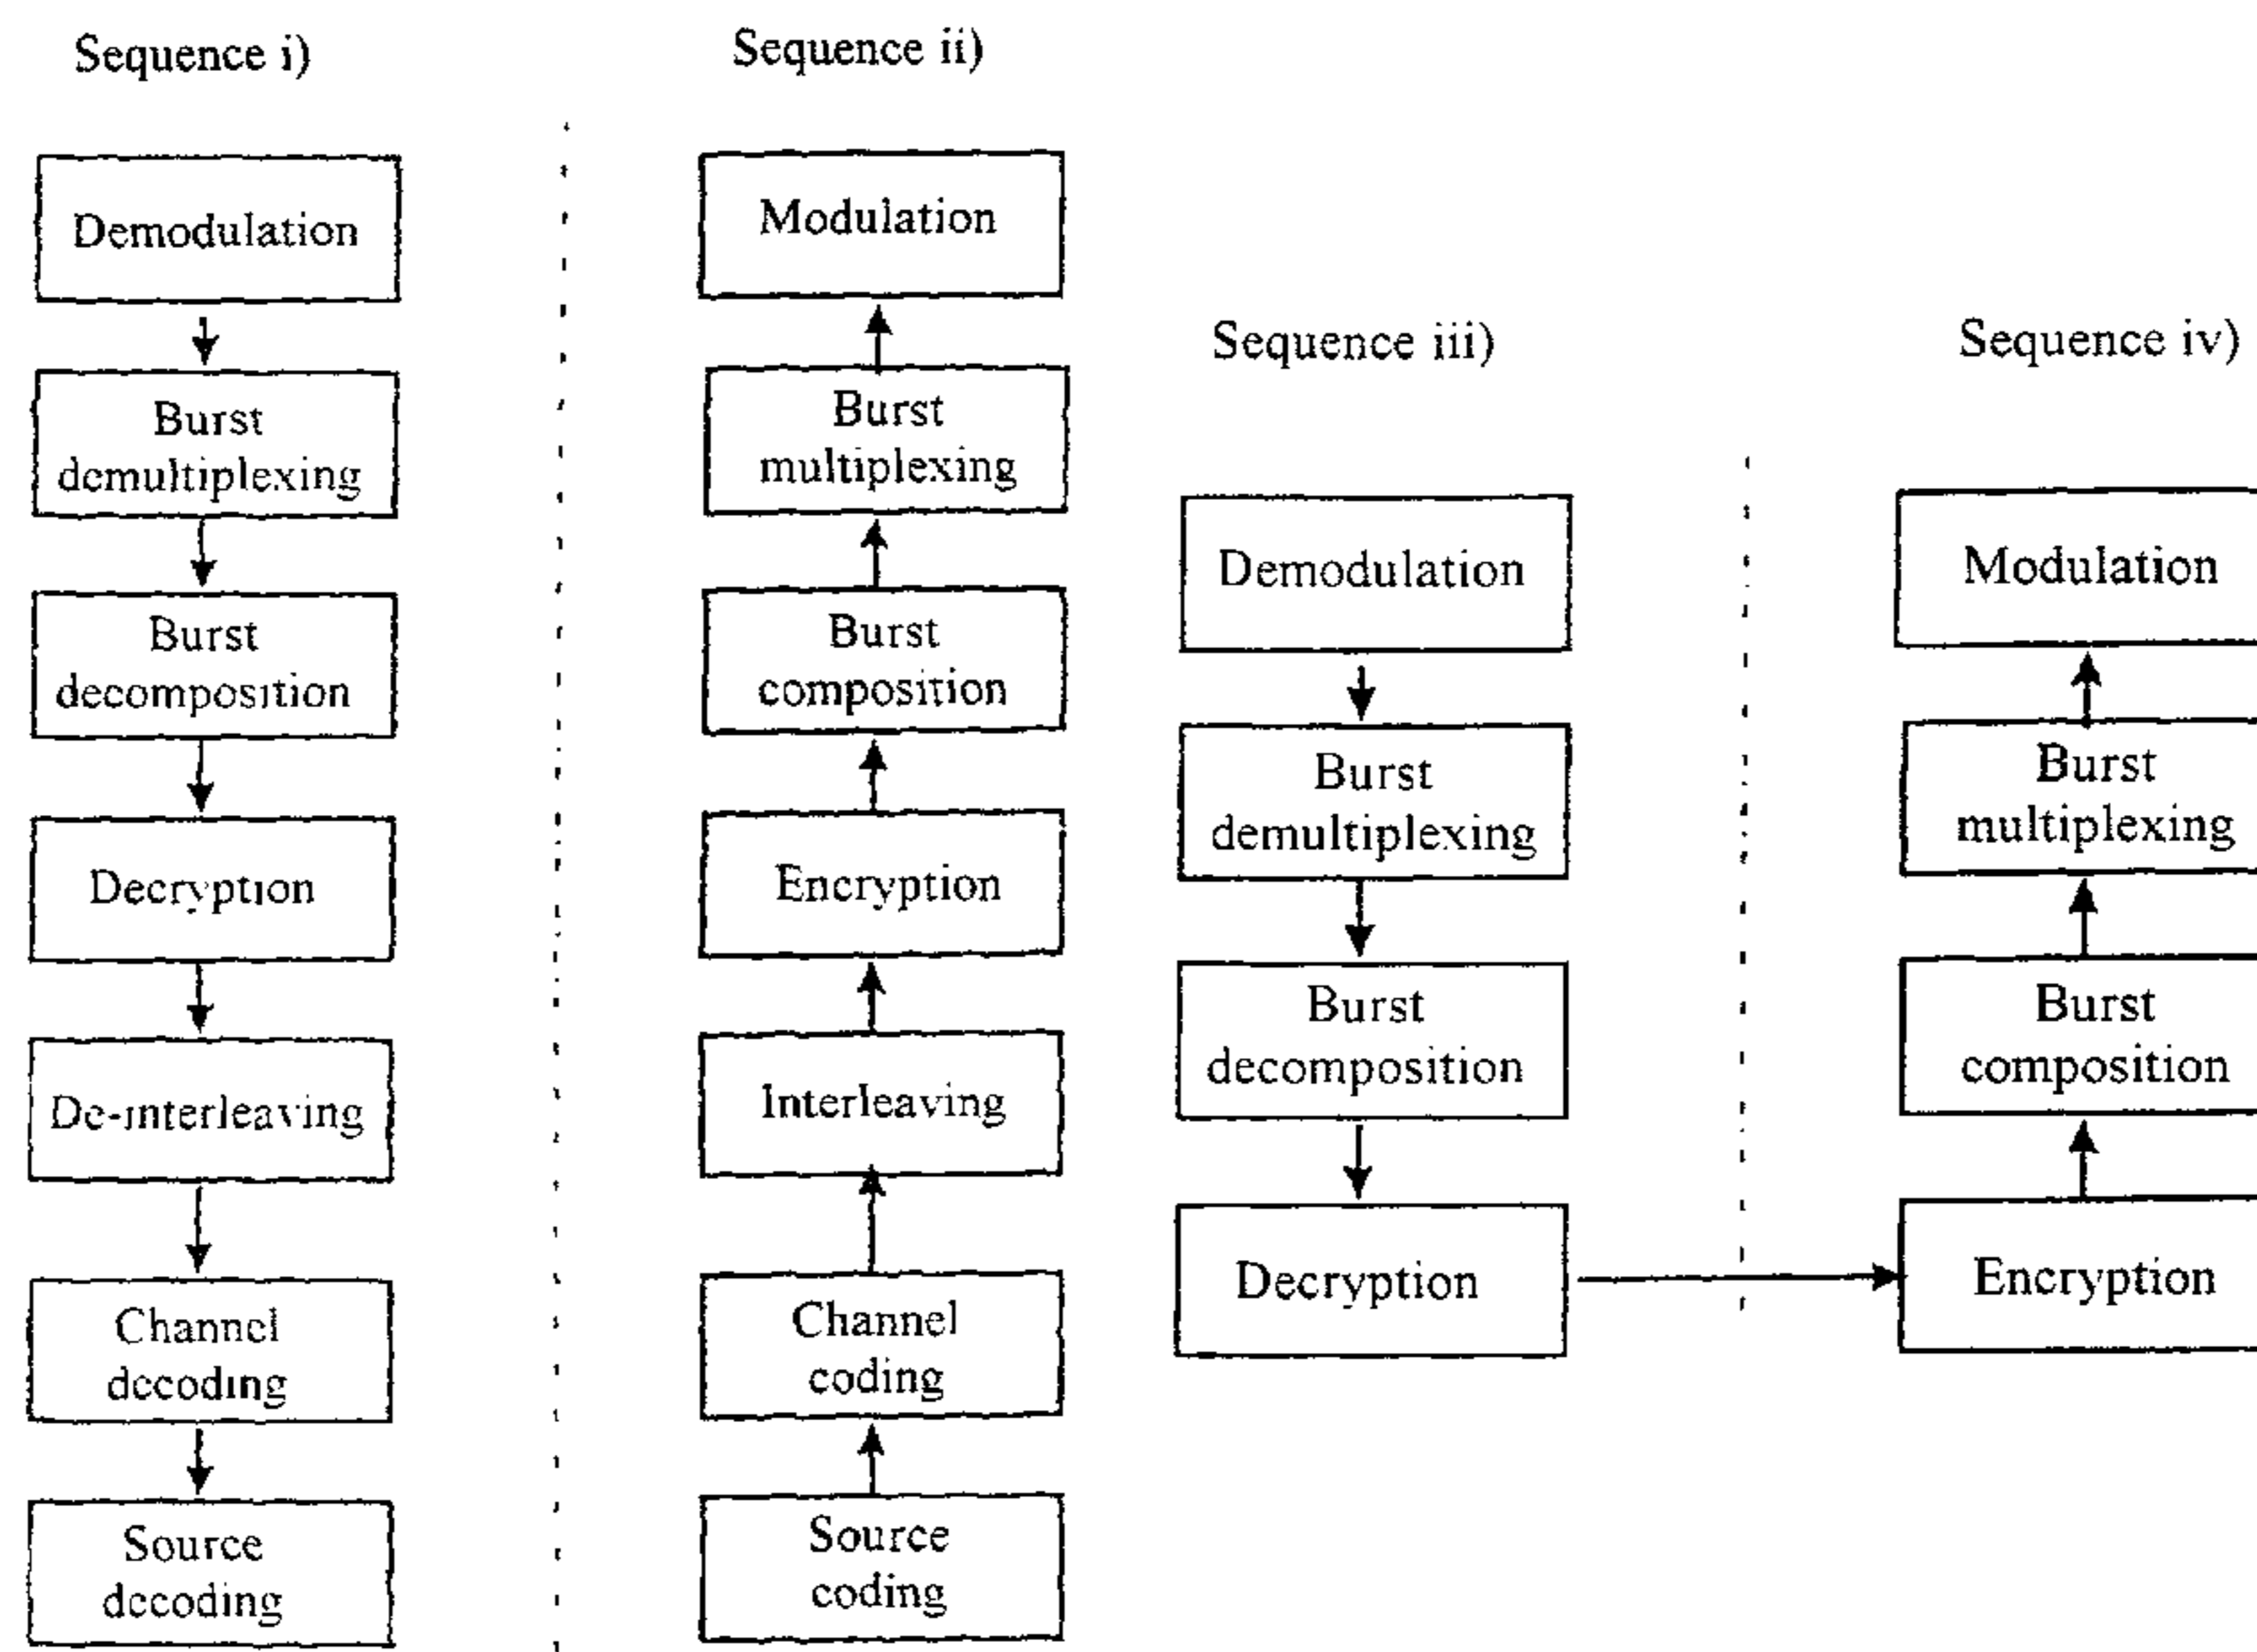 Sequence i)
Demodulation
Burst
demultiplexing
Burst
decomposition
Decryption
De-interleaving
Channel
decoding
Source
decoding
Sequence ii)
Modulation
Burst
multiplexing
Burst
composition
Encryption
Interleaving
Channel
coding
Source
coding
Sequence iii)
Demodulation
Burst
demultiplexing
Burst
decomposition
Decryption
Sequence iv)
Modulation
Burst
multiplexing
Burst
composition
Encryption